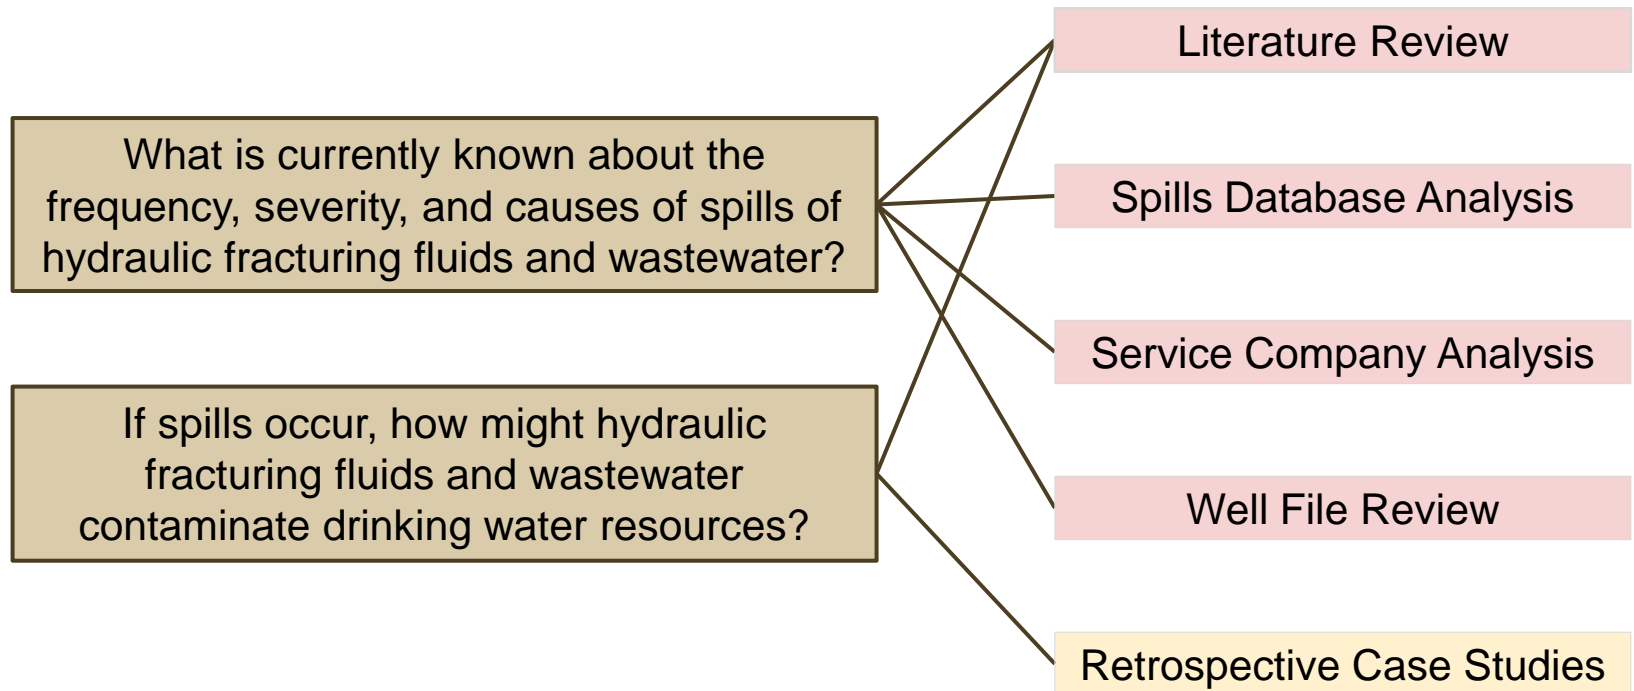 What is currently known about the
frequency, severity, and causes of spills of
hydraulic fracturing fluids and wastewater?
If spills occur, how might hydraulic
fracturing fluids and wastewater
contaminate drinking water resources?
Literature Review
Spills Database Analysis
Service Company Analysis
Well File Review
Retrospective Case Studies